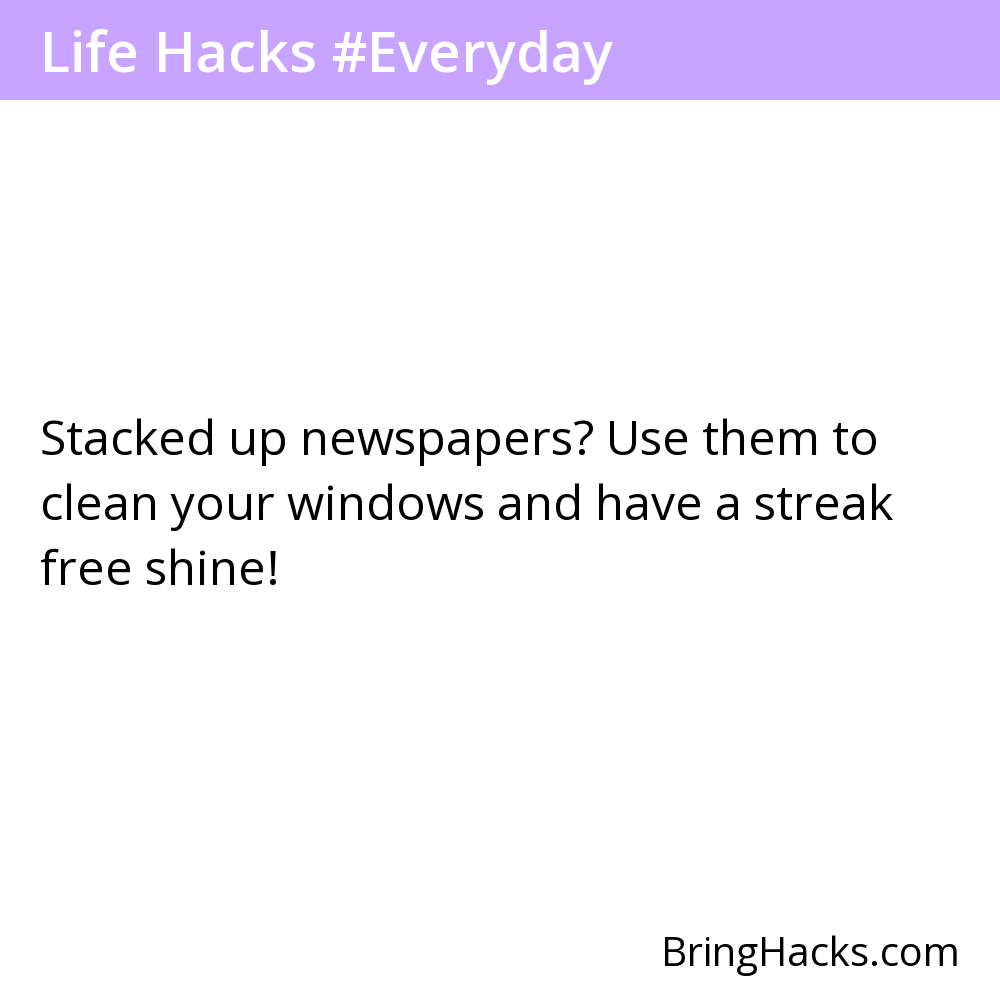 Life Hacks #Everyday
Stacked up newspapers? Use them to
clean your windows and have a streak
free shine!
BringHacks.com